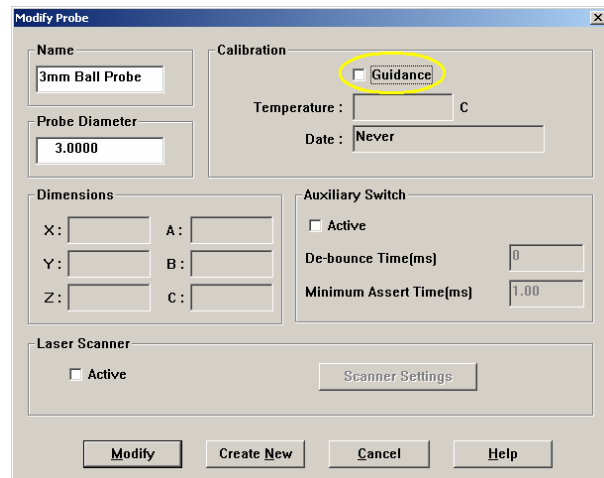 Modify Probe
Name
3mm Ball Probe
Probe Diameter
3.0000
Calibration
Guidance
Temperature : C
Date : Never
Dimensions
X: A:
Y: B:
Z: C:
Auxiliary Switch
Active
De-bounce Time(ms) 0
Minimum Assert Time(ms) 1.00
Laser Scanner
Active Scanner Settings
Modify Create New Cancel Help